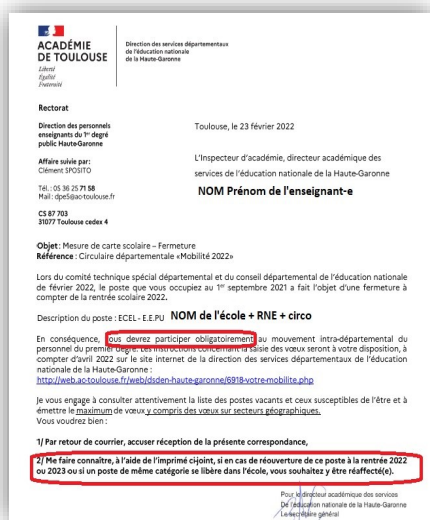 ACADÉMIE
DE TOULOUSE
Liberté
Égalité
Fraternité
Direction des services départementaux
de l'éducation nationale
de la Haute-Garonne
Rectorat
Direction des personnels
enseignants du 1er degré
public Haute-Garonne
Affaire suivie par:
Clément SPOSITO
Tél. : 05 36 25 71 58
Mail : dpe5@ac-toulouse.fr
CS 87 703
31077 Toulouse cedex 4
Toulouse, le 23 février 2022
L'Inspecteur d'académie, directeur académique des
services de l'éducation nationale de la Haute-Garonne
NOM Prénom de l'enseignant-e
Objet : Mesure de carte scolaire – Fermeture
Référence : Circulaire départementale «Mobilité 2022»
Lors du comité technique spécial départemental et du conseil départemental de l'éducation nationale
de février 2022, le poste que vous occupiez au 1er septembre 2021 a fait l'objet d'une fermeture à
compter de la rentrée scolaire 2022.
Description du poste : ECEL - E.E.PU NOM de l'école + RNE + circo
En conséquence, vous devrez participer obligatoirement au mouvement intra-départemental du
personnel du premier degré. Les instructions concernant la saisie des vœux seront à votre disposition, à
compter d'avril 2022 sur le site internet de la direction des services départementaux de l'éducation
nationale de la Haute-Garonne :
http://web.ac-toulouse.fr/web/dsden-haute-garonne/6918-votre-mobilite.php
Je vous engage à consulter attentivement la liste des postes vacants et ceux susceptibles de l'être et à
émettre le maximum de vœux y compris des vœux sur secteurs géographiques.
Vous voudrez bien :
1/ Par retour de courrier, accuser réception de la présente correspondance,
2/ Me faire connaître, à l'aide de l'imprimé ci-joint, si en cas de réouverture de ce poste à la rentrée 2022
ou 2023 ou si un poste de même catégorie se libère dans l'école, vous souhaitez y être réaffecté(e).
Pour le directeur académique des services
De l'éducation nationale de la Haute-Garonne
Le secrétaire général